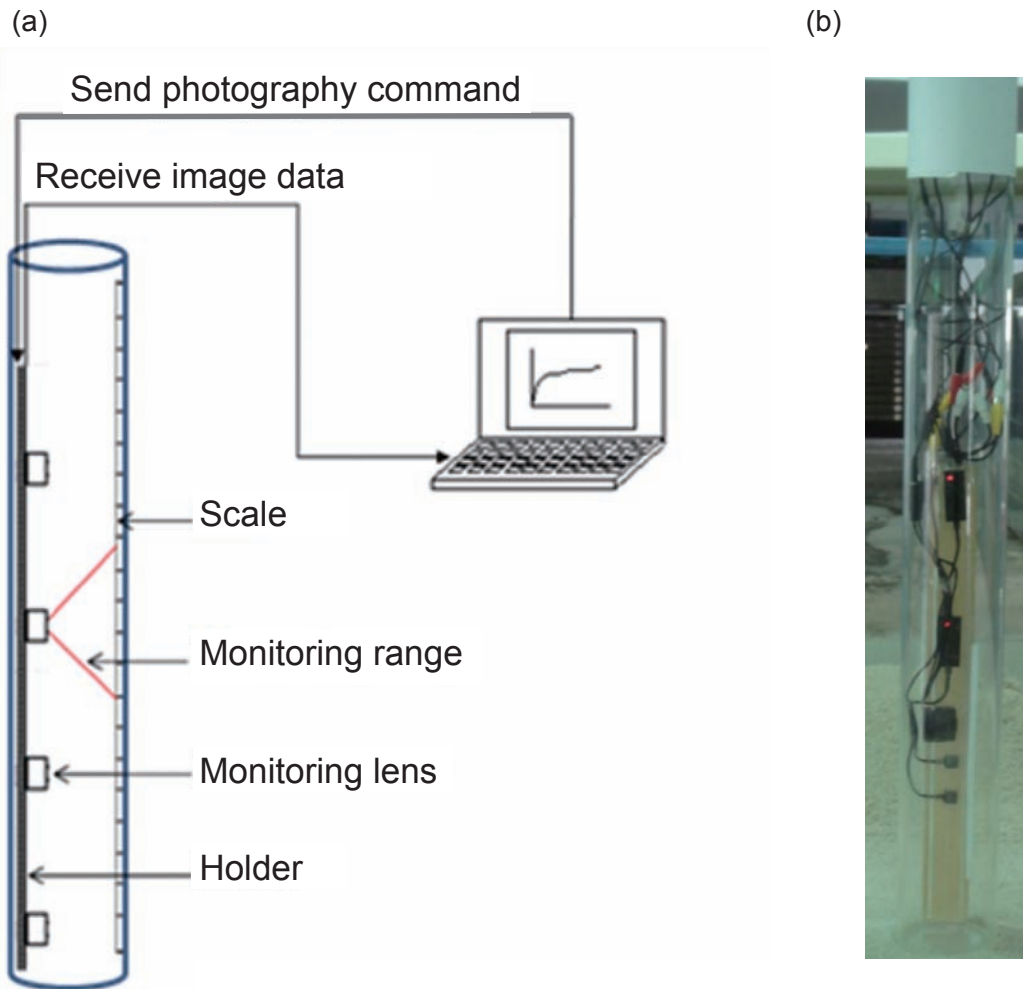 (a)
(b)
Send photography command
Receive image data
Scale
Monitoring range
Monitoring lens
Holder